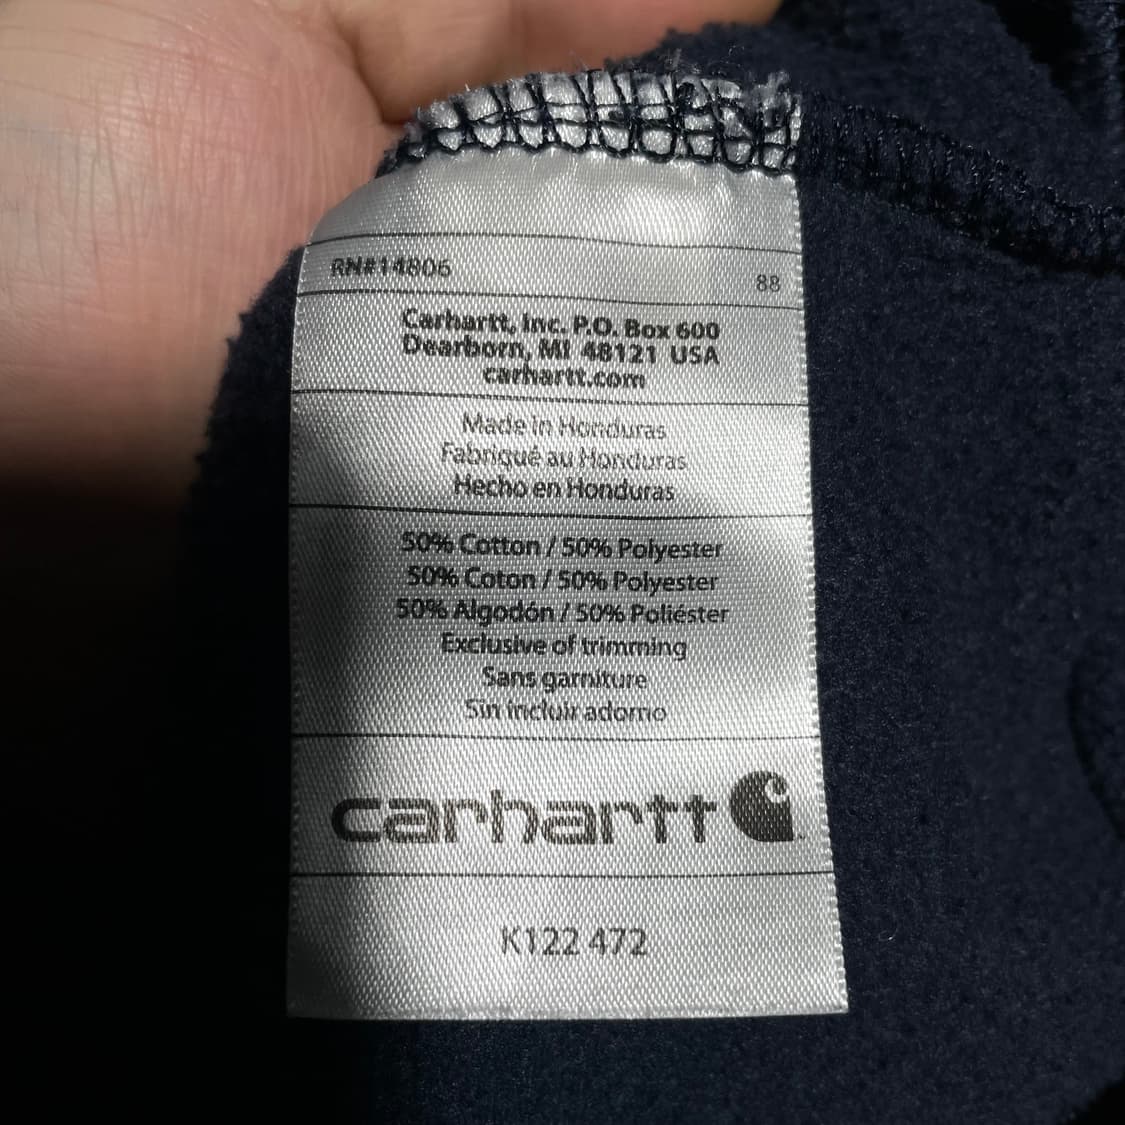 RN#14806
88
Carhartt, Inc. P.O. Box 600
Dearborn, MI 48121 USA
carhartt.com
Made in Honduras
Fabriqué au Honduras
Hecho en Honduras
50% Cotton / 50% Polyester
50% Coton / 50% Polyester
50% Algodón / 50% Poliéster
Exclusive of trimming
Sans garniture
Sin incluir adorno
carhartt
K122 472